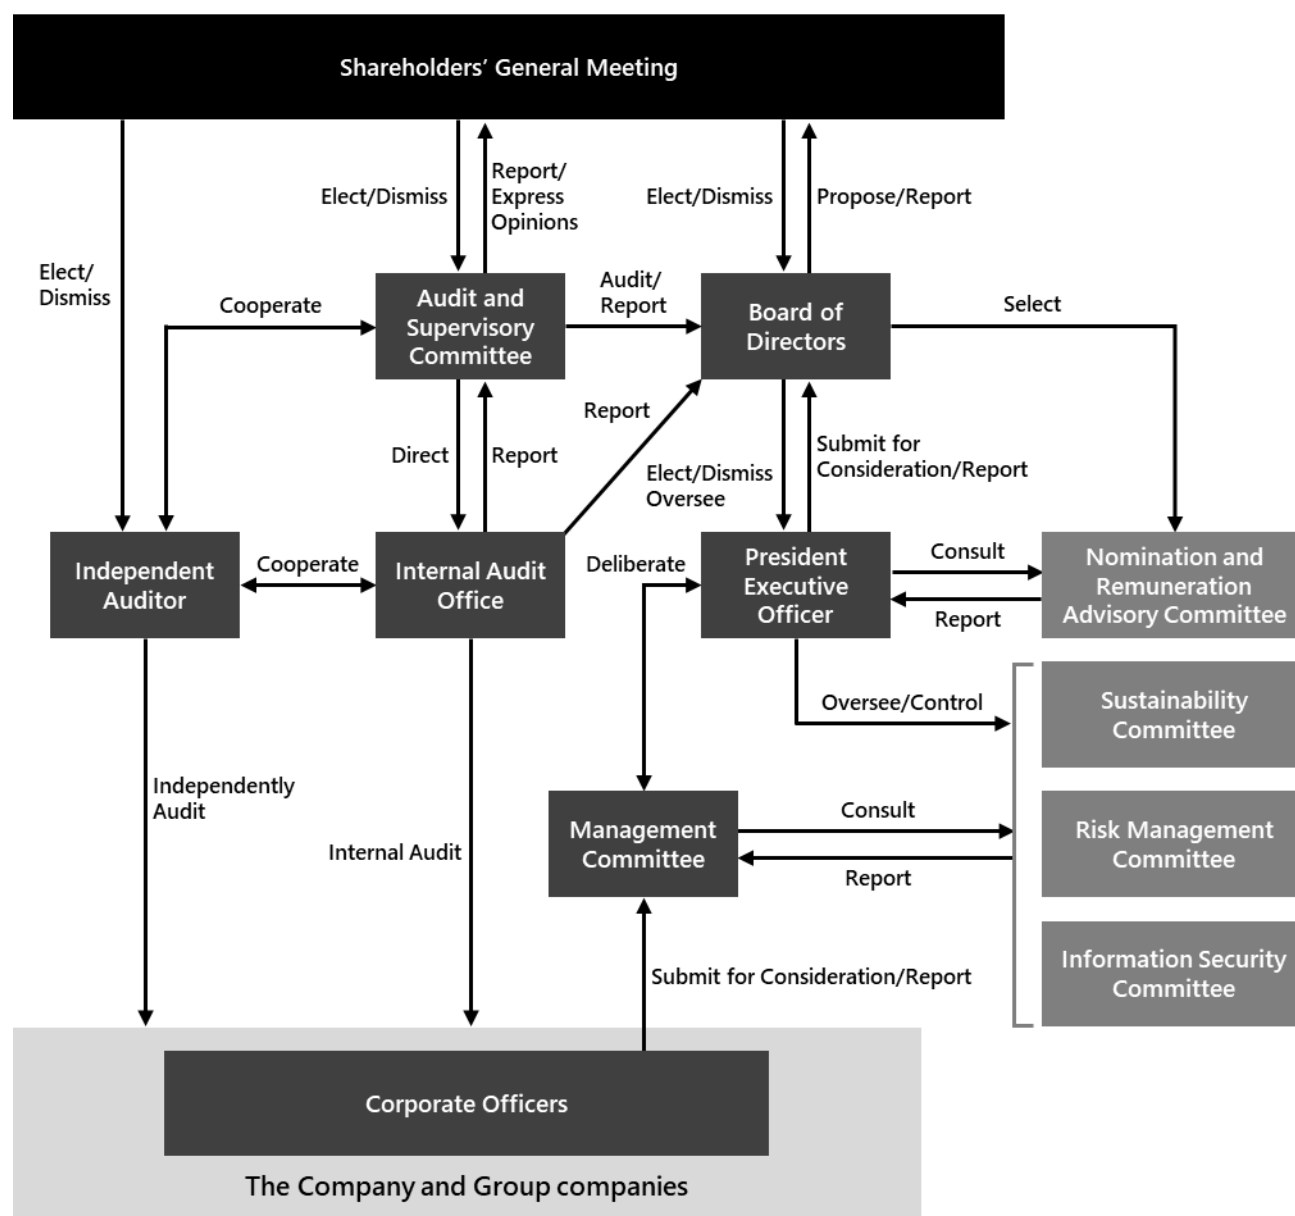 Shareholders’ General Meeting
Elect/
Dismiss
Elect/Dismiss
Report/
Express
Opinions
Elect/Dismiss
Propose/Report
Cooperate
Audit and
Supervisory
Committee
Audit/
Report
Board of
Directors
Select
Direct
Report
Report
Elect/Dismiss
Oversee
Submit for
Consideration/Report
Independent
Auditor
Cooperate
Internal Audit
Office
Deliberate
President
Executive
Officer
Consult
Report
Nomination and
Remuneration
Advisory Committee
Oversee/Control
Sustainability
Committee
Independently
Audit
Internal Audit
Management
Committee
Consult
Report
Risk Management
Committee
Submit for Consideration/Report
Information Security
Committee
Corporate Officers
The Company and Group companies